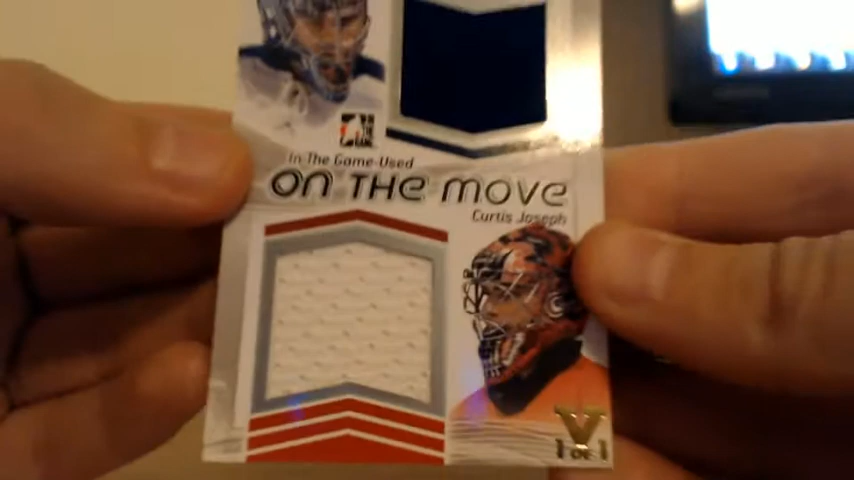 In The Game-Used
On THE MOVE
Curtis Joseph
V
1 OF 1